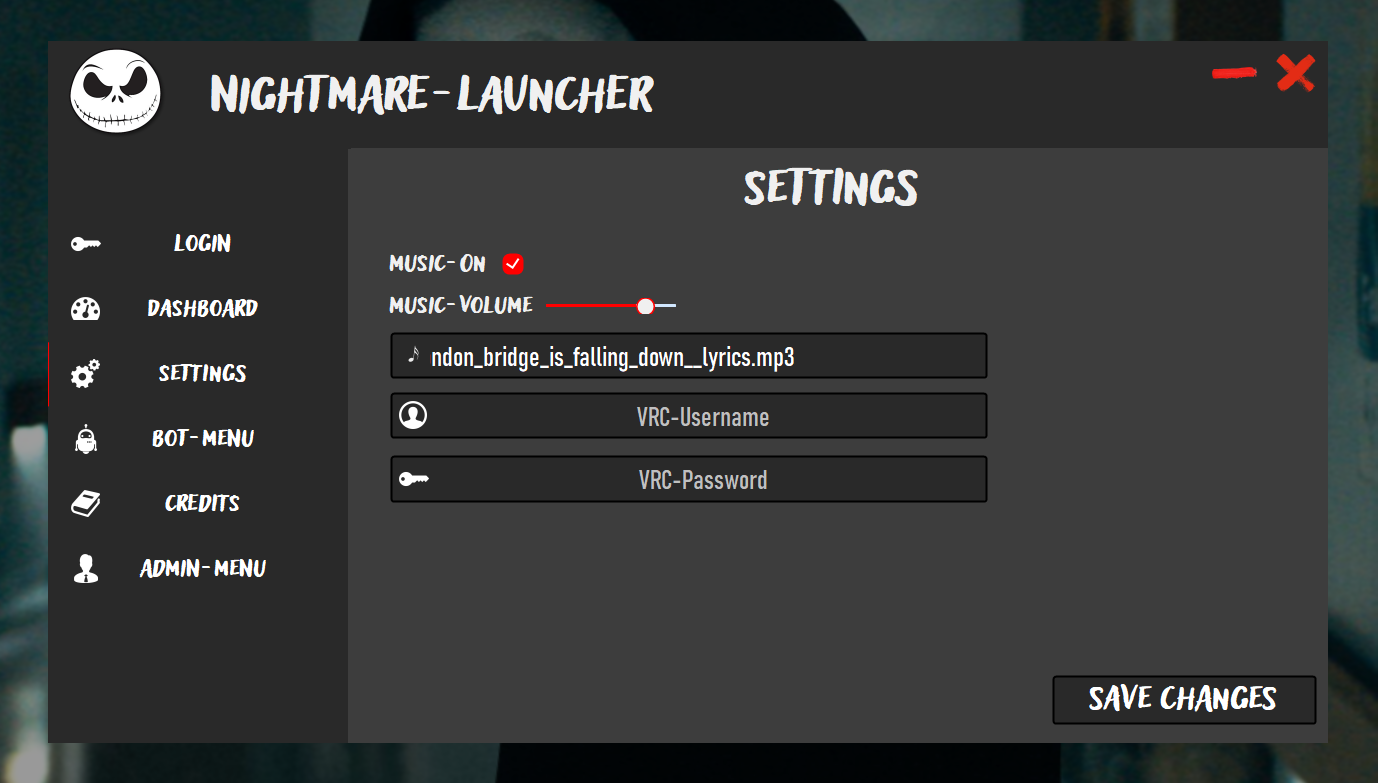 NIGHTMARE-LAUNCHER
SETTINGS
LOGIN
DASHBOARD
SETTINGS
BOT-MENU
CREDITS
ADMIN-MENU
MUSIC-ON
MUSIC-VOLUME
ndon_bridge_is_falling_down__lyrics.mp3
VRC-Username
VRC-Password
SAVE CHANGES